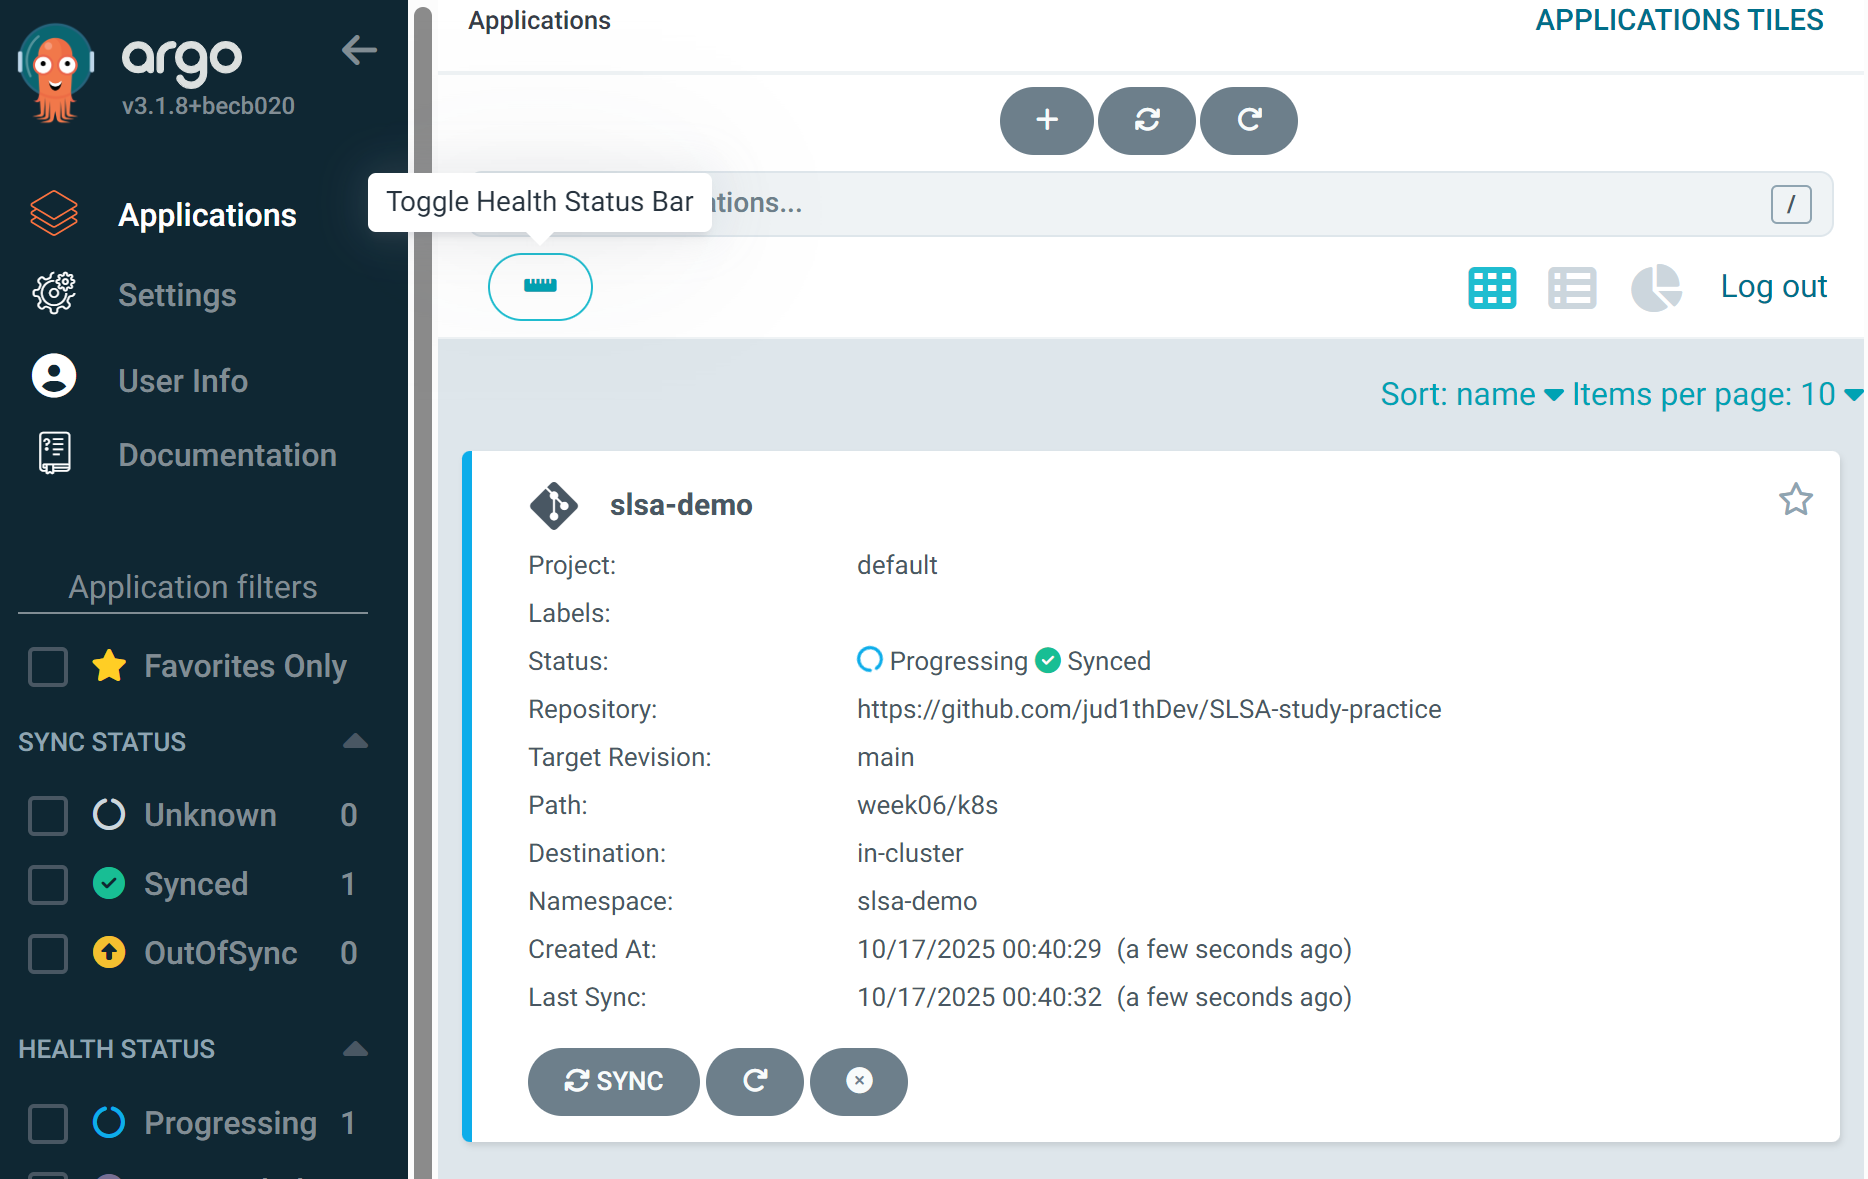 argo
v3.1.8+becb020
Applications
Settings
User Info
Documentation
Application filters
Favorites Only
SYNC STATUS
Unknown 0
Synced 1
OutOfSync 0
HEALTH STATUS
Progressing 1
Applications
APPLICATIONS TILES
Toggle Health Status Bar
ations...
/
Log out
Sort: name Items per page: 10
slsa-demo
Project: default
Labels:
Status: Progressing Synced
Repository: https://github.com/jud1thDev/SLSA-study-practice
Target Revision: main
Path: week06/k8s
Destination: in-cluster
Namespace: slsa-demo
Created At: 10/17/2025 00:40:29 (a few seconds ago)
Last Sync: 10/17/2025 00:40:32 (a few seconds ago)
SYNC